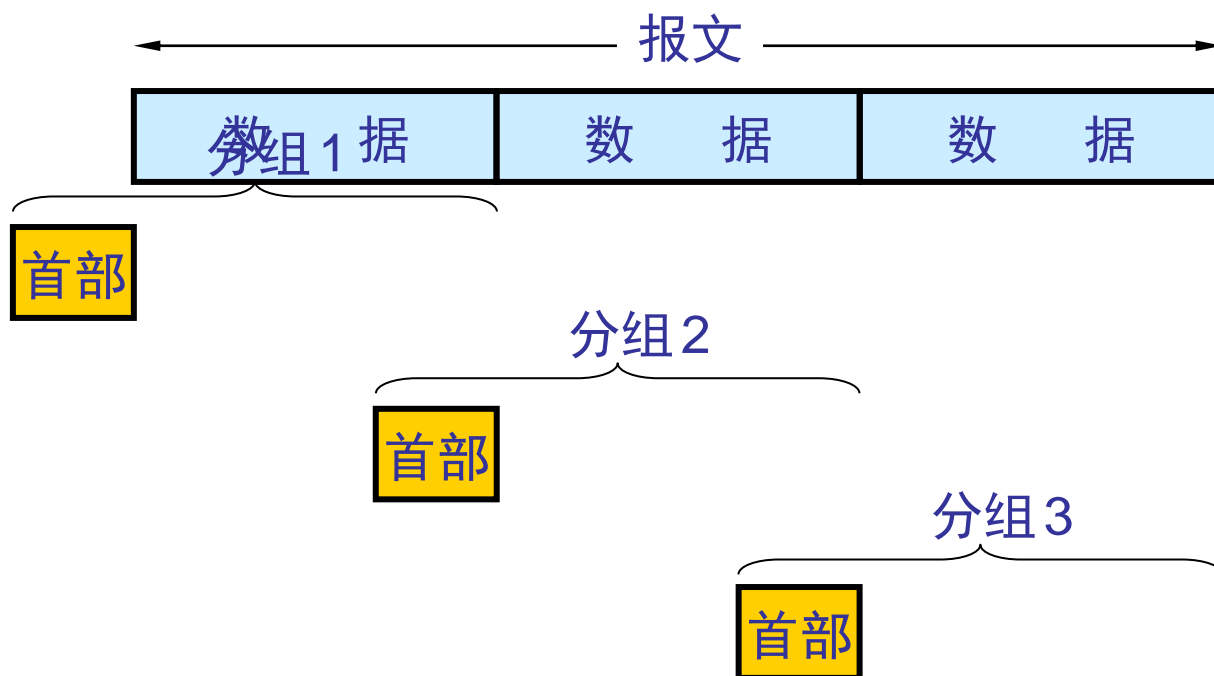 报文
数 据 数 据 数 据
分组1
首部
分组2
首部
分组3
首部